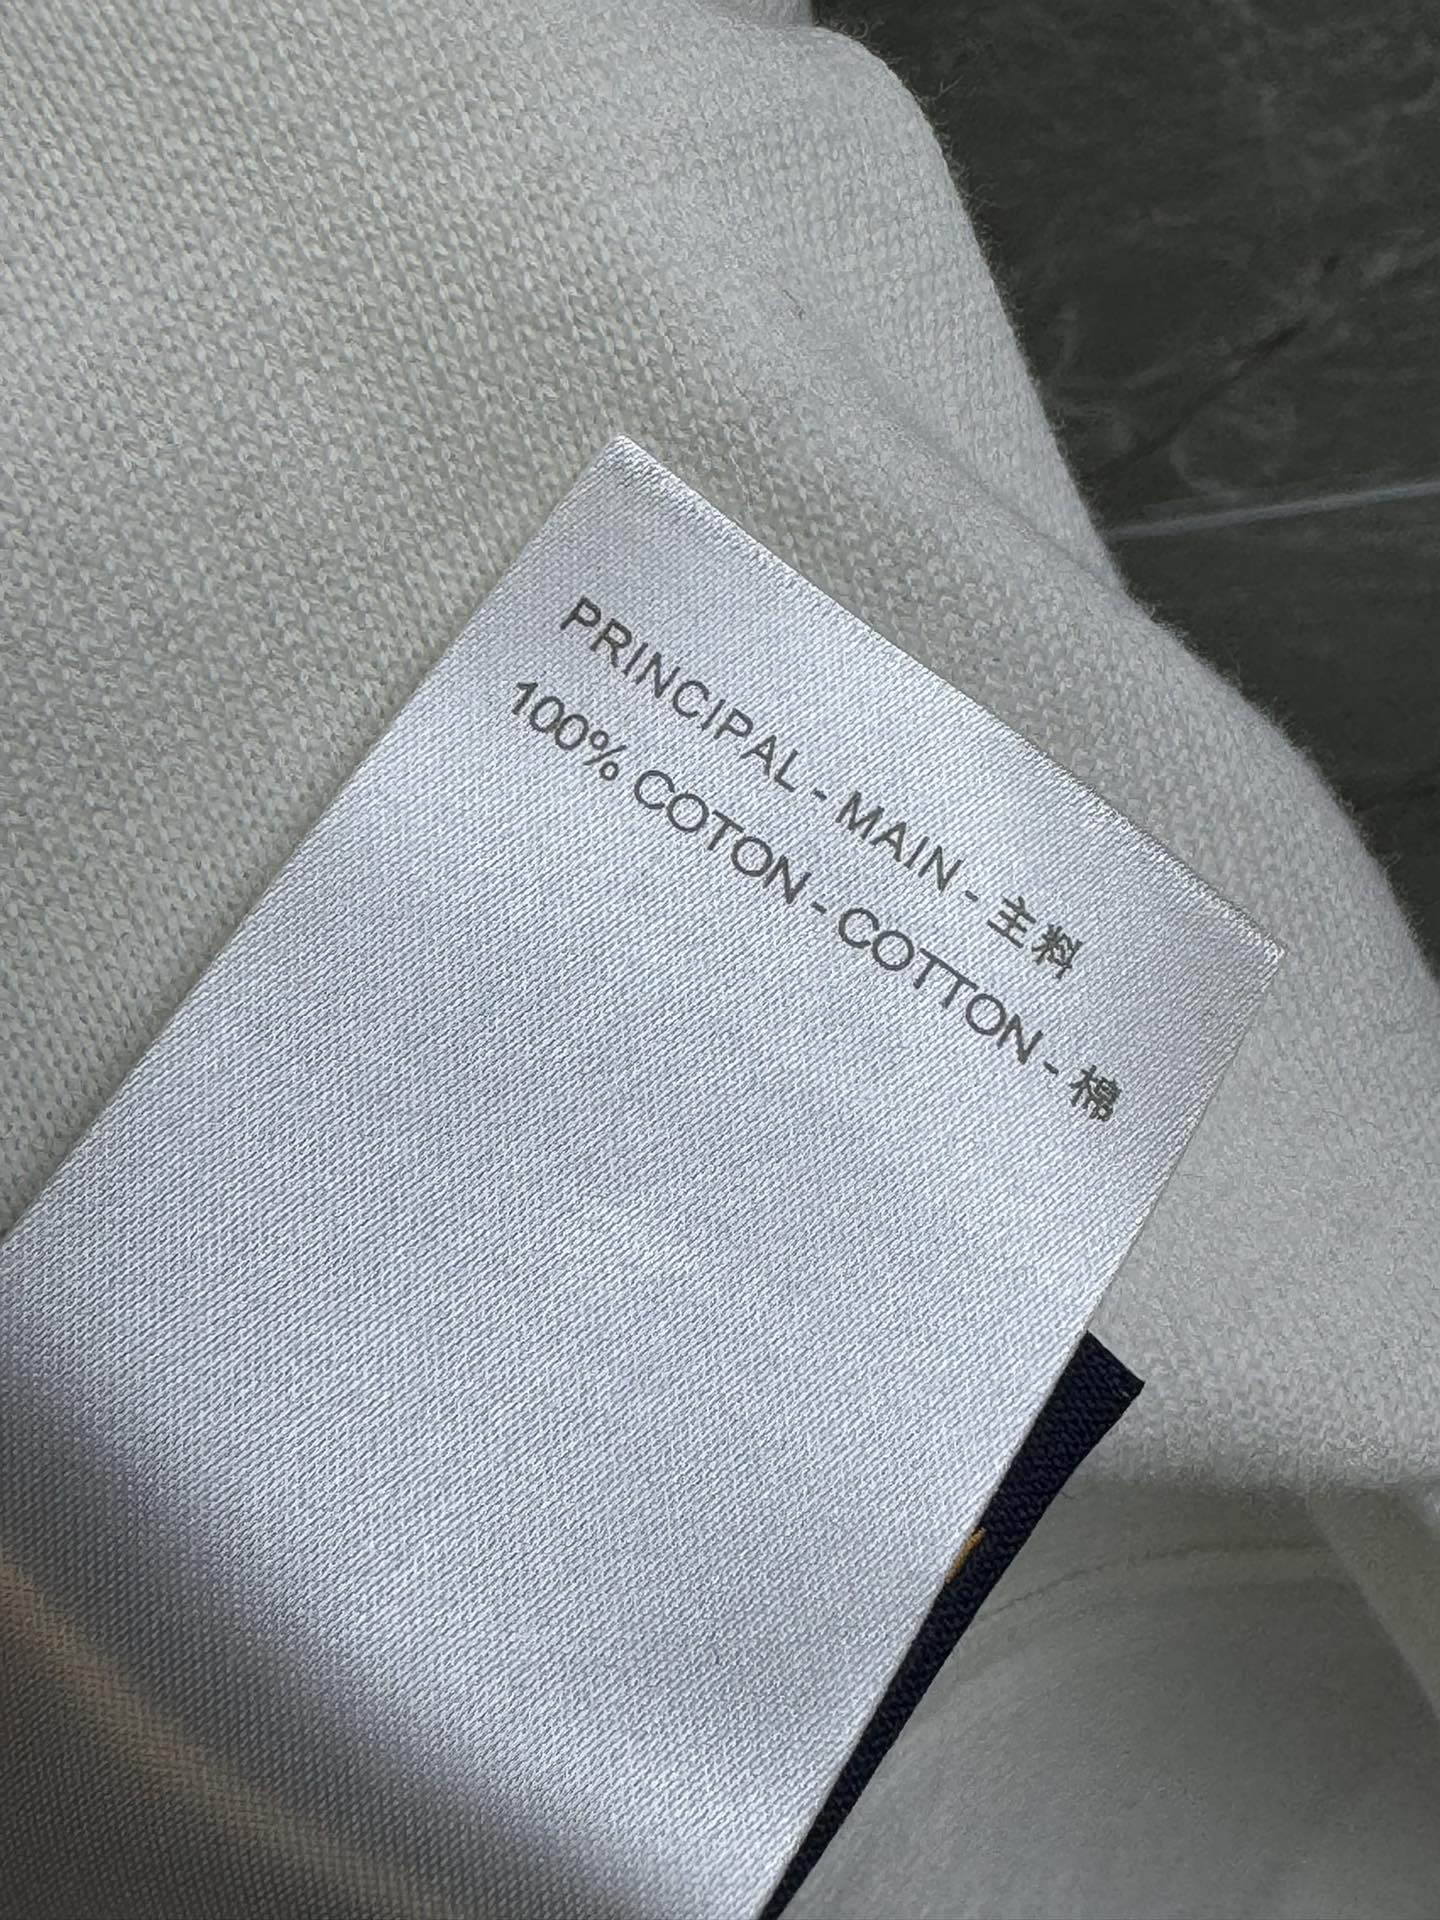 PRINCIPAL - MAIN - 主料
100% COTON - COTTON - 棉